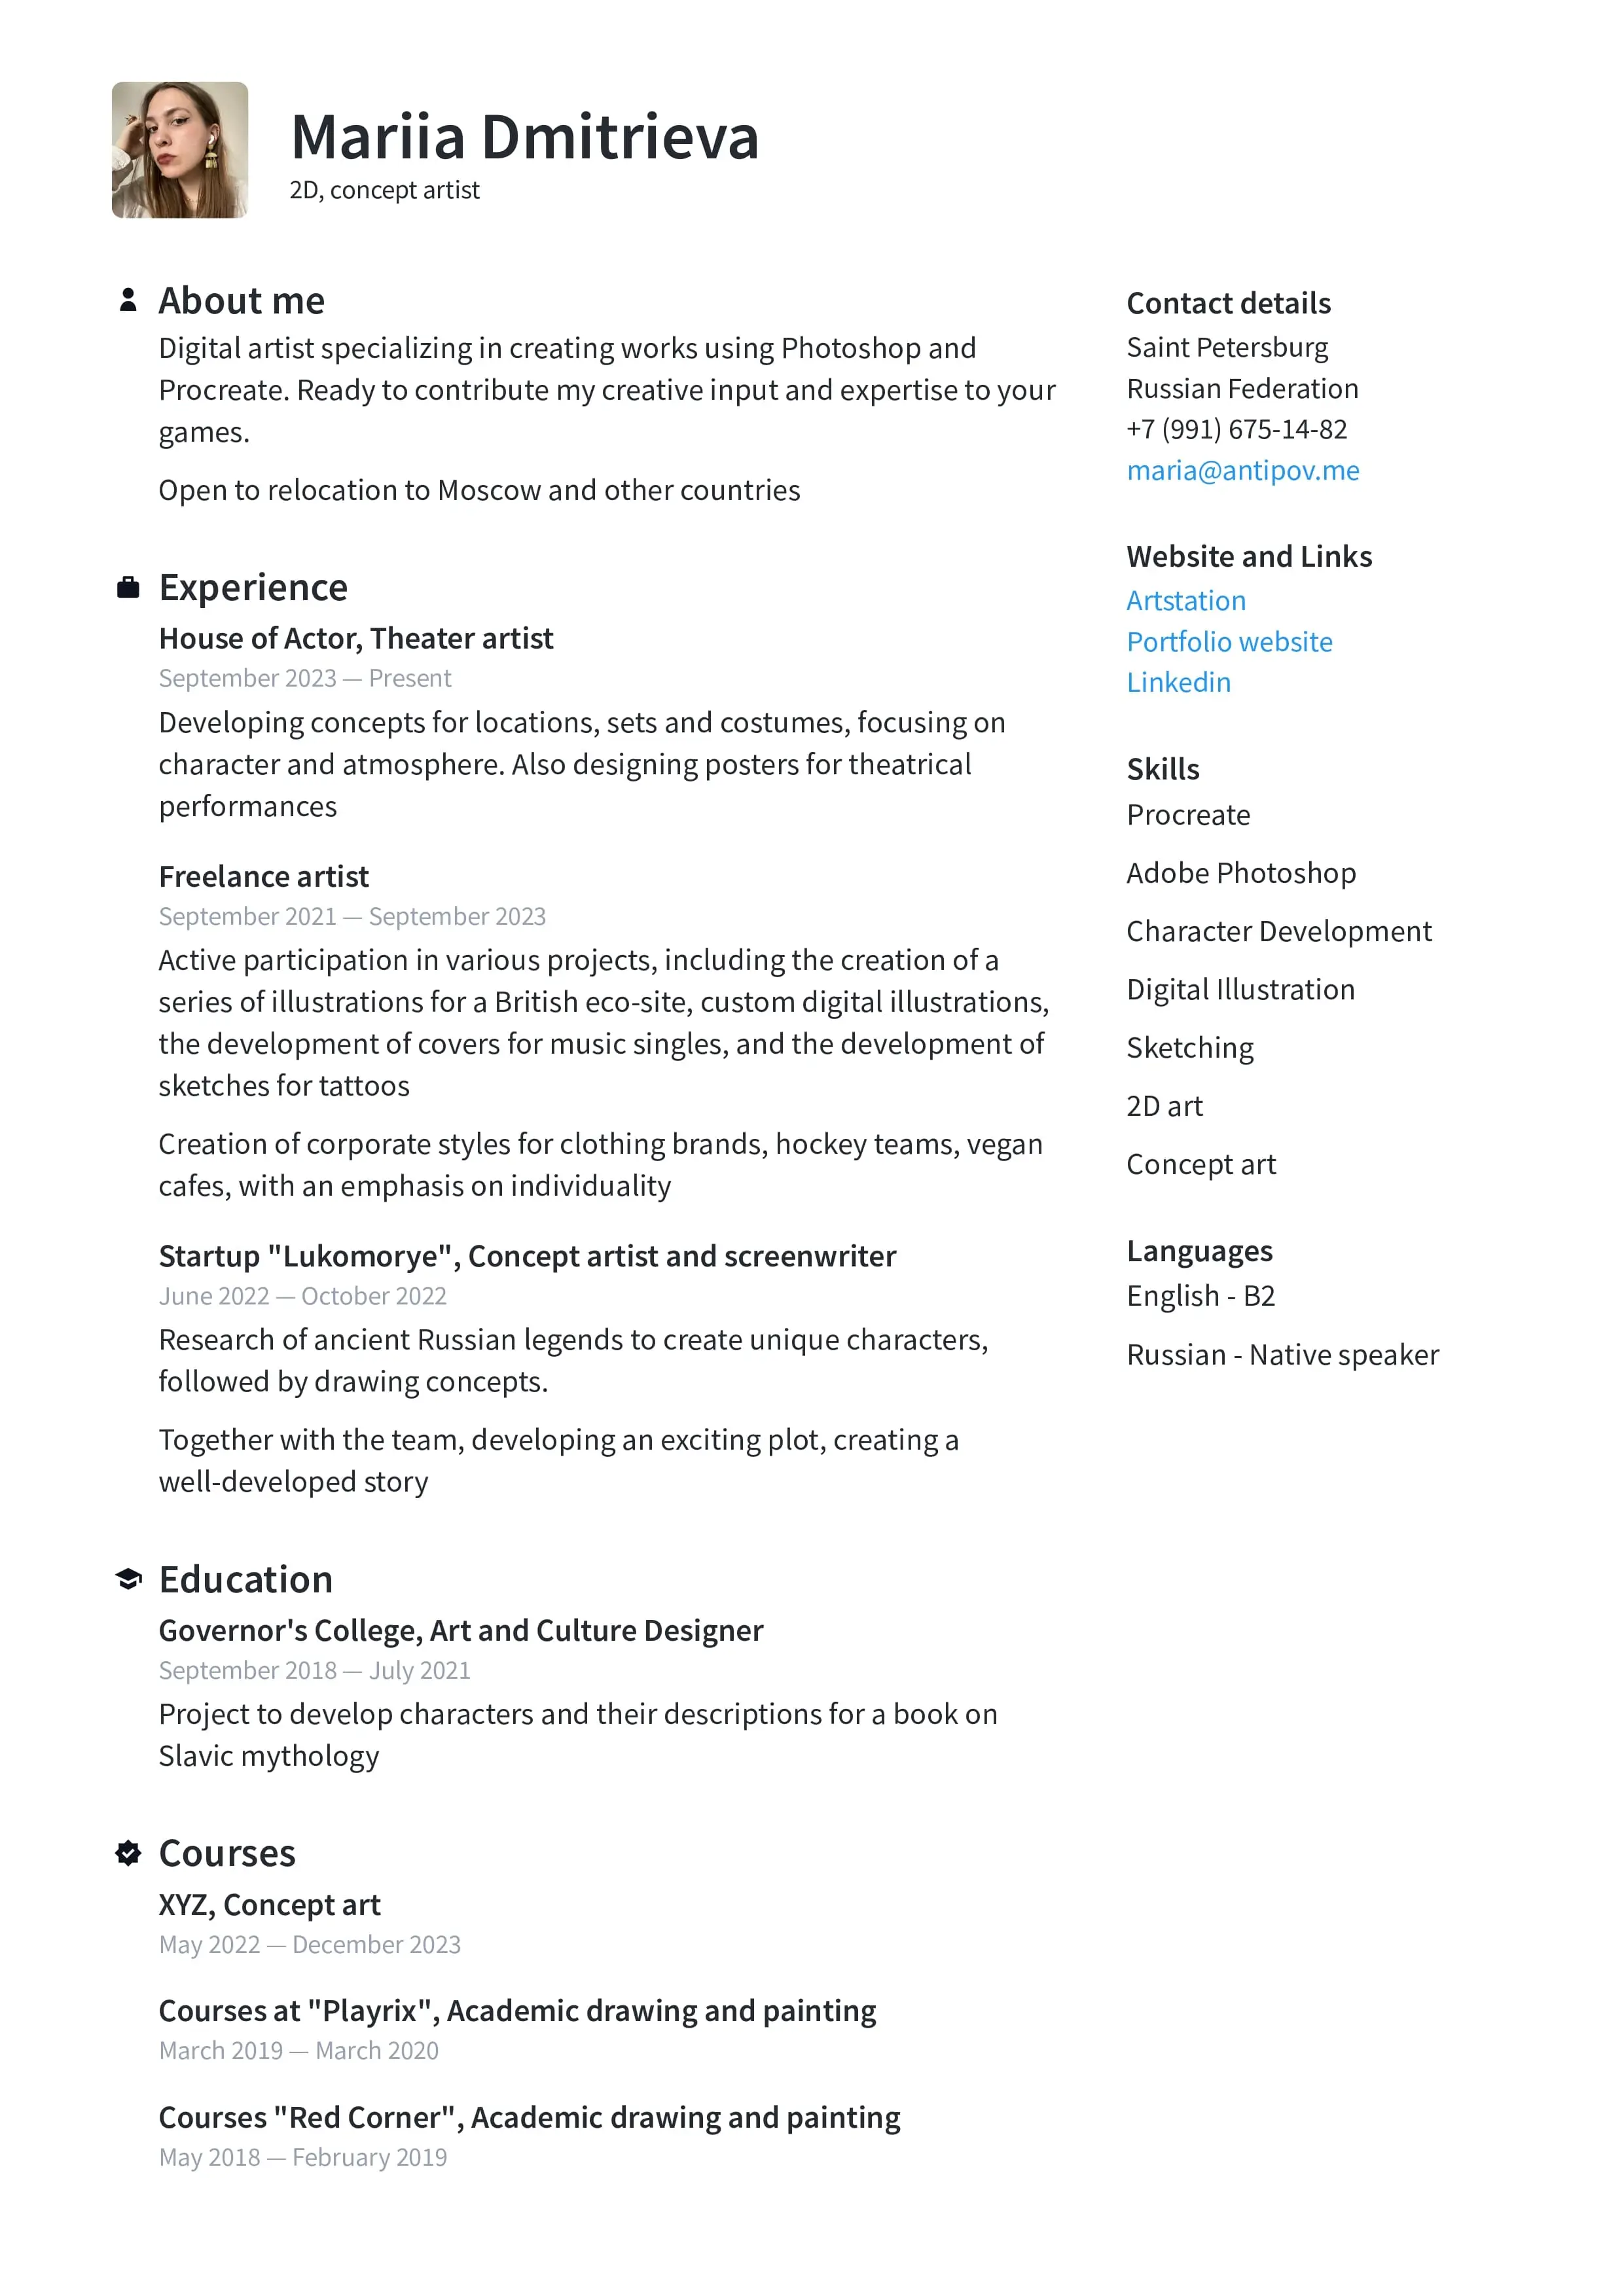 Mariia Dmitrieva
2D, concept artist
About me
Digital artist specializing in creating works using Photoshop and
Procreate. Ready to contribute my creative input and expertise to your
games.
Open to relocation to Moscow and other countries
Experience
House of Actor, Theater artist
September 2023 — Present
Developing concepts for locations, sets and costumes, focusing on
character and atmosphere. Also designing posters for theatrical
performances
Freelance artist
September 2021 — September 2023
Active participation in various projects, including the creation of a
series of illustrations for a British eco-site, custom digital illustrations,
the development of covers for music singles, and the development of
sketches for tattoos
Creation of corporate styles for clothing brands, hockey teams, vegan
cafes, with an emphasis on individuality
Startup "Lukomorye", Concept artist and screenwriter
June 2022 — October 2022
Research of ancient Russian legends to create unique characters,
followed by drawing concepts.
Together with the team, developing an exciting plot, creating a
well-developed story
Education
Governor's College, Art and Culture Designer
September 2018 — July 2021
Project to develop characters and their descriptions for a book on
Slavic mythology
Courses
XYZ, Concept art
May 2022 — December 2023
Courses at "Playrix", Academic drawing and painting
March 2019 — March 2020
Courses "Red Corner", Academic drawing and painting
May 2018 — February 2019
Contact details
Saint Petersburg
Russian Federation
+7 (991) 675-14-82
maria@antipov.me
Website and Links
Artstation
Portfolio website
Linkedin
Skills
Procreate
Adobe Photoshop
Character Development
Digital Illustration
Sketching
2D art
Concept art
Languages
English - B2
Russian - Native speaker